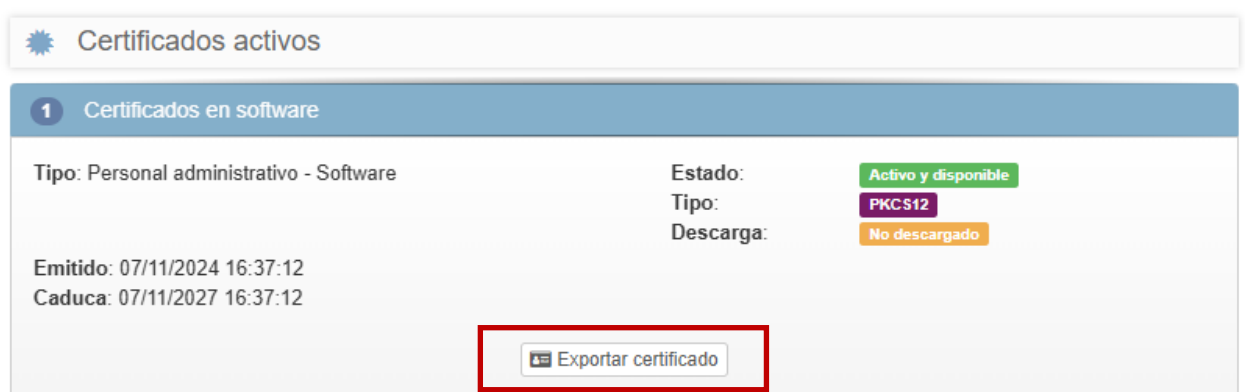 Certificados activos
1 Certificados en software
Tipo: Personal administrativo - Software
Estado: Activo y disponible
Tipo: PKCS12
Descarga: No descargado
Emitido: 07/11/2024 16:37:12
Caduca: 07/11/2027 16:37:12
Exportar certificado